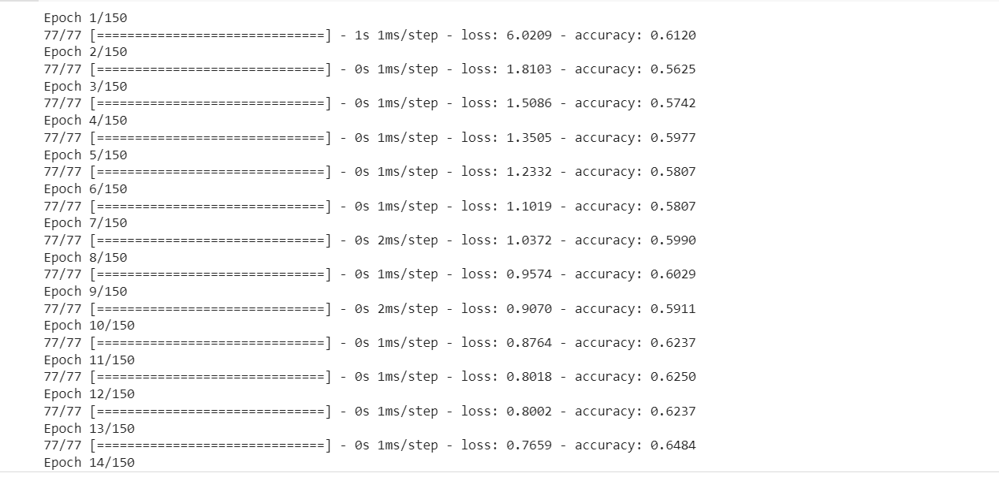 Epoch 1/150
77/77 [==============================] - 1s 1ms/step - loss: 6.0209 - accuracy: 0.6120
Epoch 2/150
77/77 [==============================] - 0s 1ms/step - loss: 1.8103 - accuracy: 0.5625
Epoch 3/150
77/77 [==============================] - 0s 1ms/step - loss: 1.5086 - accuracy: 0.5742
Epoch 4/150
77/77 [==============================] - 0s 1ms/step - loss: 1.3505 - accuracy: 0.5977
Epoch 5/150
77/77 [==============================] - 0s 1ms/step - loss: 1.2332 - accuracy: 0.5807
Epoch 6/150
77/77 [==============================] - 0s 1ms/step - loss: 1.1019 - accuracy: 0.5807
Epoch 7/150
77/77 [==============================] - 0s 2ms/step - loss: 1.0372 - accuracy: 0.5990
Epoch 8/150
77/77 [==============================] - 0s 1ms/step - loss: 0.9574 - accuracy: 0.6029
Epoch 9/150
77/77 [==============================] - 0s 2ms/step - loss: 0.9070 - accuracy: 0.5911
Epoch 10/150
77/77 [==============================] - 0s 1ms/step - loss: 0.8764 - accuracy: 0.6237
Epoch 11/150
77/77 [==============================] - 0s 1ms/step - loss: 0.8018 - accuracy: 0.6250
Epoch 12/150
77/77 [==============================] - 0s 1ms/step - loss: 0.8002 - accuracy: 0.6237
Epoch 13/150
77/77 [==============================] - 0s 1ms/step - loss: 0.7659 - accuracy: 0.6484
Epoch 14/150